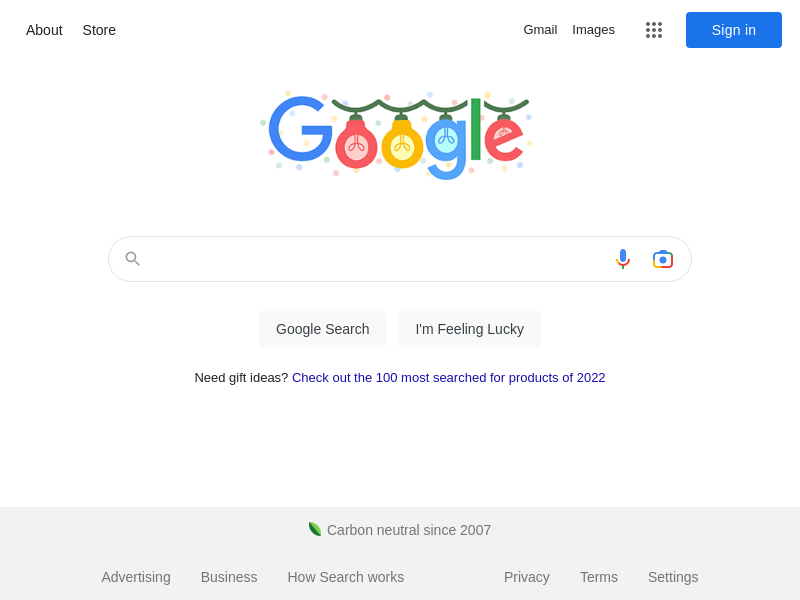 About Store Gmail Images Sign in
Google
Google Search I'm Feeling Lucky
Need gift ideas? Check out the 100 most searched for products of 2022
Carbon neutral since 2007
Advertising Business How Search works Privacy Terms Settings